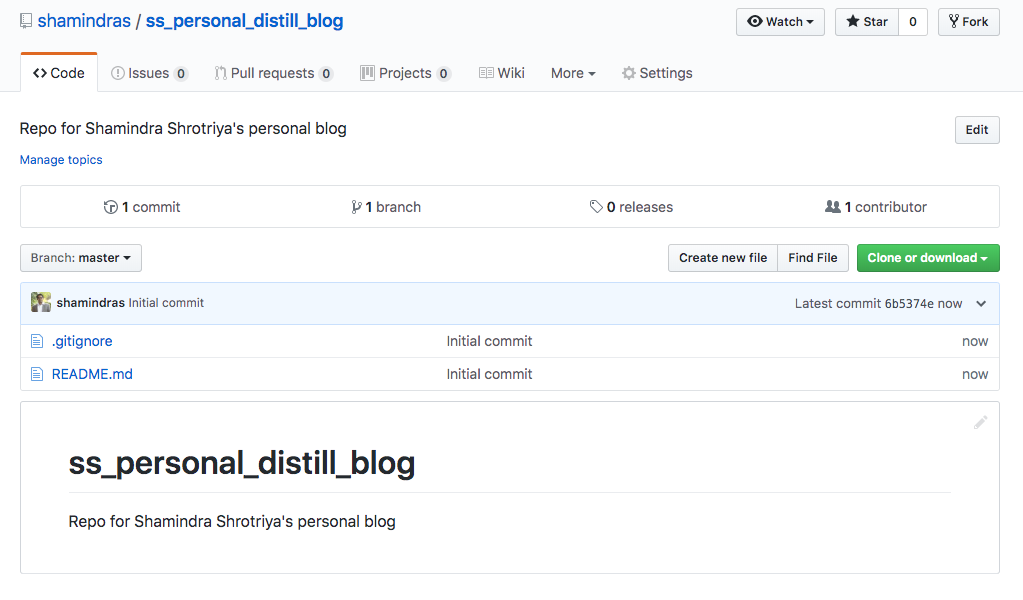 shamindras / ss_personal_distill_blog Watch Star 0 Fork
Code Issues 0 Pull requests 0 Projects 0 Wiki More Settings
Repo for Shamindra Shrotriya's personal blog Edit
Manage topics
1 commit 1 branch 0 releases 1 contributor
Branch: master Create new file Find File Clone or download
shamindras Initial commit Latest commit 6b5374e now
.gitignore Initial commit now
README.md Initial commit now
ss_personal_distill_blog
Repo for Shamindra Shrotriya's personal blog